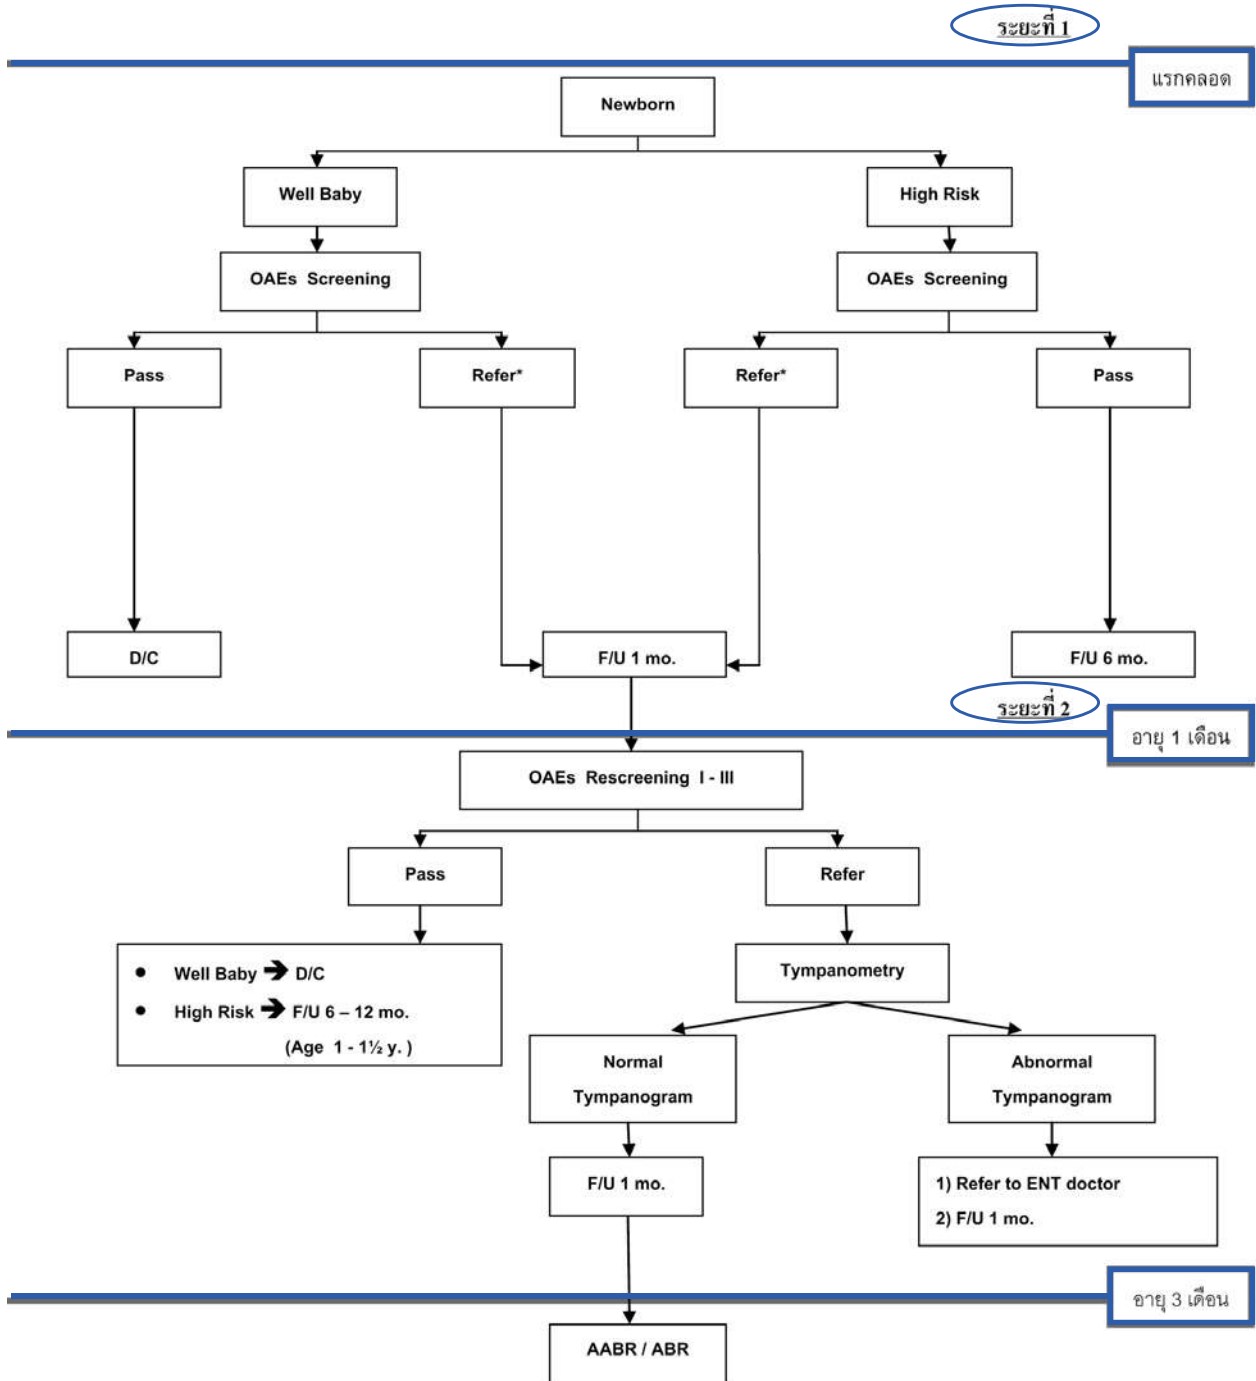 ระยะที่ 1
แรกคลอด
Newborn
Well Baby
High Risk
OAEs Screening
OAEs Screening
Pass
Refer*
Refer*
Pass
D/C
F/U 1 mo.
F/U 6 mo.
ระยะที่ 2
อายุ 1 เดือน
OAEs Rescreening I - III
Pass
Refer
● Well Baby ➔ D/C
● High Risk ➔ F/U 6 – 12 mo.
(Age 1 - 1½ y. )
Tympanometry
Normal
Tympanogram
Abnormal
Tympanogram
F/U 1 mo.
1) Refer to ENT doctor
2) F/U 1 mo.
อายุ 3 เดือน
AABR / ABR